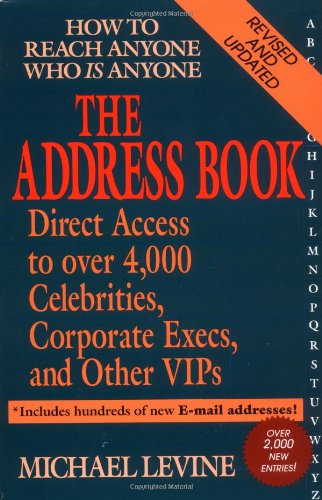 HOW TO
REACH ANYONE
WHO IS ANYONE
REVISED
AND
UPDATED
THE
ADDRESS BOOK
Direct Access
to over 4,000
Celebrities,
Corporate Execs,
and Other VIPs
*Includes hundreds of new E-mail addresses!
OVER
2,000
NEW
ENTRIES!
MICHAEL LEVINE
A
B
C
G
H
I
J
K
L
M
N
O
P
Q
R
S
T
U
V
W
X
Y
Z